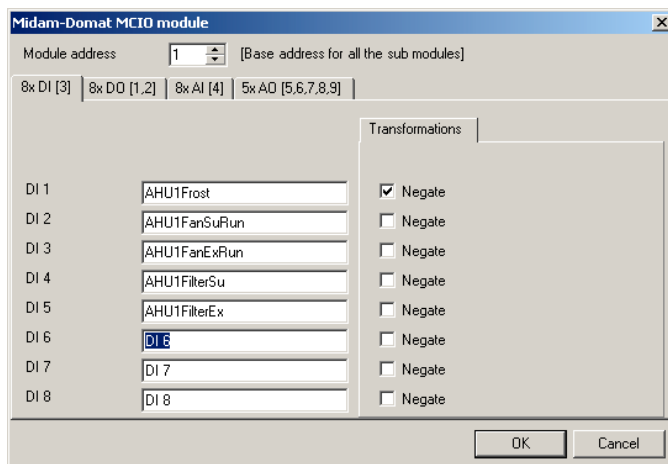 Midam-Domat MCIO module
Module address 1 [Base address for all the sub modules]
8x DI [3] 8x DO [1,2] 8x AI [4] 5x AO [5,6,7,8,9]
Transformations
DI 1 AHU1Frost Negate
DI 2 AHU1FanSuRun Negate
DI 3 AHU1FanExRun Negate
DI 4 AHU1FilterSu Negate
DI 5 AHU1FilterEx Negate
DI 6 DI 6 Negate
DI 7 DI 7 Negate
DI 8 DI 8 Negate
OK Cancel